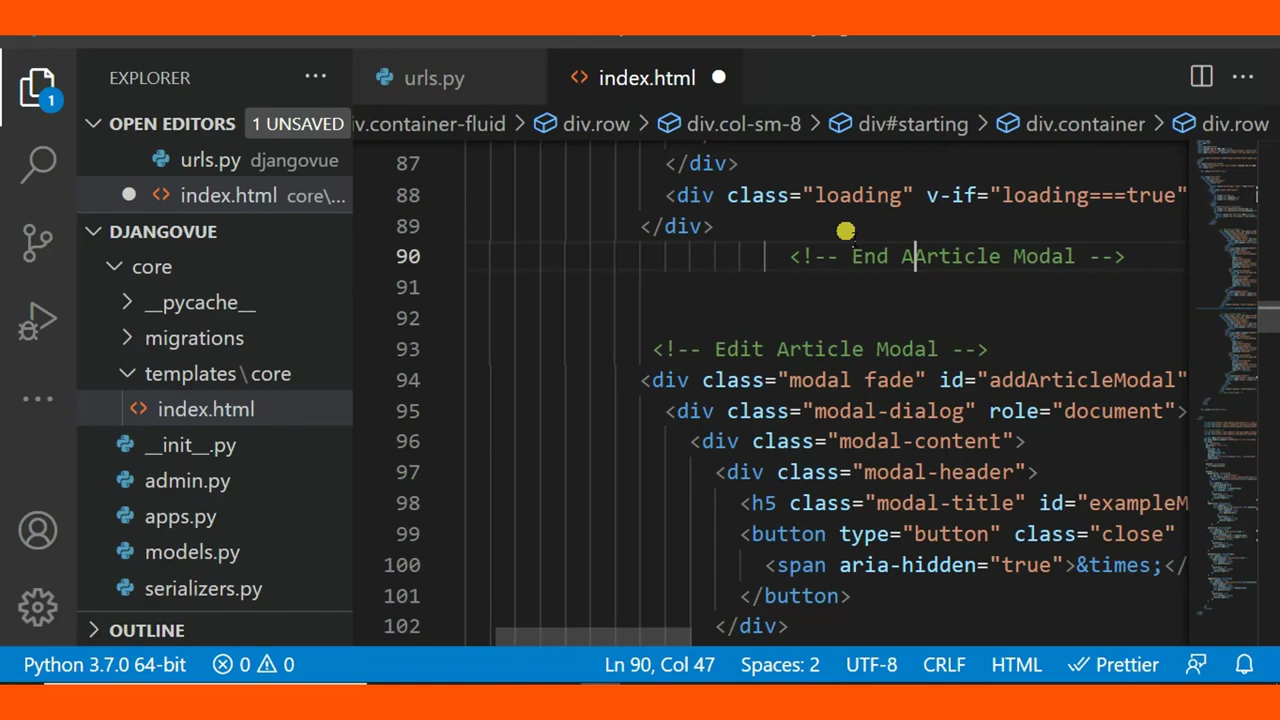 EXPLORER
urls.py
index.html
OPEN EDITORS
1 UNSAVED
iv.container-fluid
div.row
div.col-sm-8
div#starting
div.container
div.row
urls.py djangovue
index.html core\...
DJANGOVUE
core
__pycache__
migrations
templates\core
index.html
__init__.py
admin.py
apps.py
models.py
serializers.py
OUTLINE
87 </div>
88 <div class="loading" v-if="loading===true"
89 </div>
90 <!-- End AArticle Modal -->
91
92
93 <!-- Edit Article Modal -->
94 <div class="modal fade" id="addArticleModal"
95 <div class="modal-dialog" role="document">
96 <div class="modal-content">
97 <div class="modal-header">
98 <h5 class="modal-title" id="exampleM
99 <button type="button" class="close"
100 <span aria-hidden="true">&times;</
101 </button>
102 </div>
1
Python 3.7.0 64-bit
0
0
Ln 90, Col 47
Spaces: 2
UTF-8
CRLF
HTML
Prettier